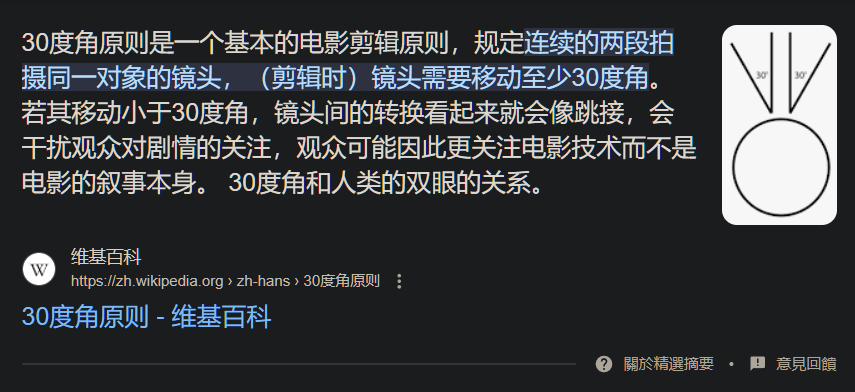 30度角原则是一个基本的电影剪辑原则，规定连续的两段拍
摄同一对象的镜头，（剪辑时）镜头需要移动至少30度角。
若其移动小于30度角，镜头间的转换看起来就会像跳接，会
干扰观众对剧情的关注，观众可能因此更关注电影技术而不是
电影的叙事本身。 30度角和人类的双眼的关系。
30° 30°
W
维基百科
https://zh.wikipedia.org › zh-hans › 30度角原则
30度角原则 - 维基百科
關於精選摘要 • 意見回饋